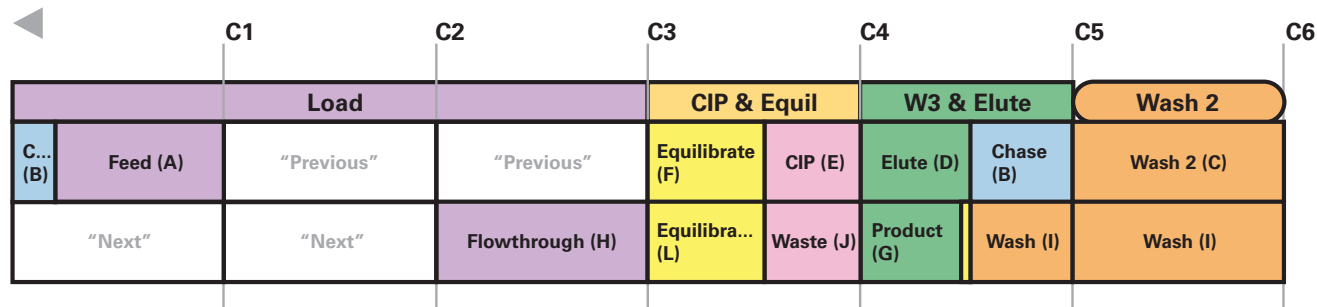 C1 C2 C3 C4 C5 C6
Load CIP & Equil W3 & Elute Wash 2
C...
(B)
Feed (A)
“Previous”
“Previous”
Equilibrate
(F)
CIP (E)
Elute (D)
Chase
(B)
Wash 2 (C)
“Next”
“Next”
Flowthrough (H)
Equilibra...
(L)
Waste (J)
Product
(G)
Wash (I)
Wash (I)